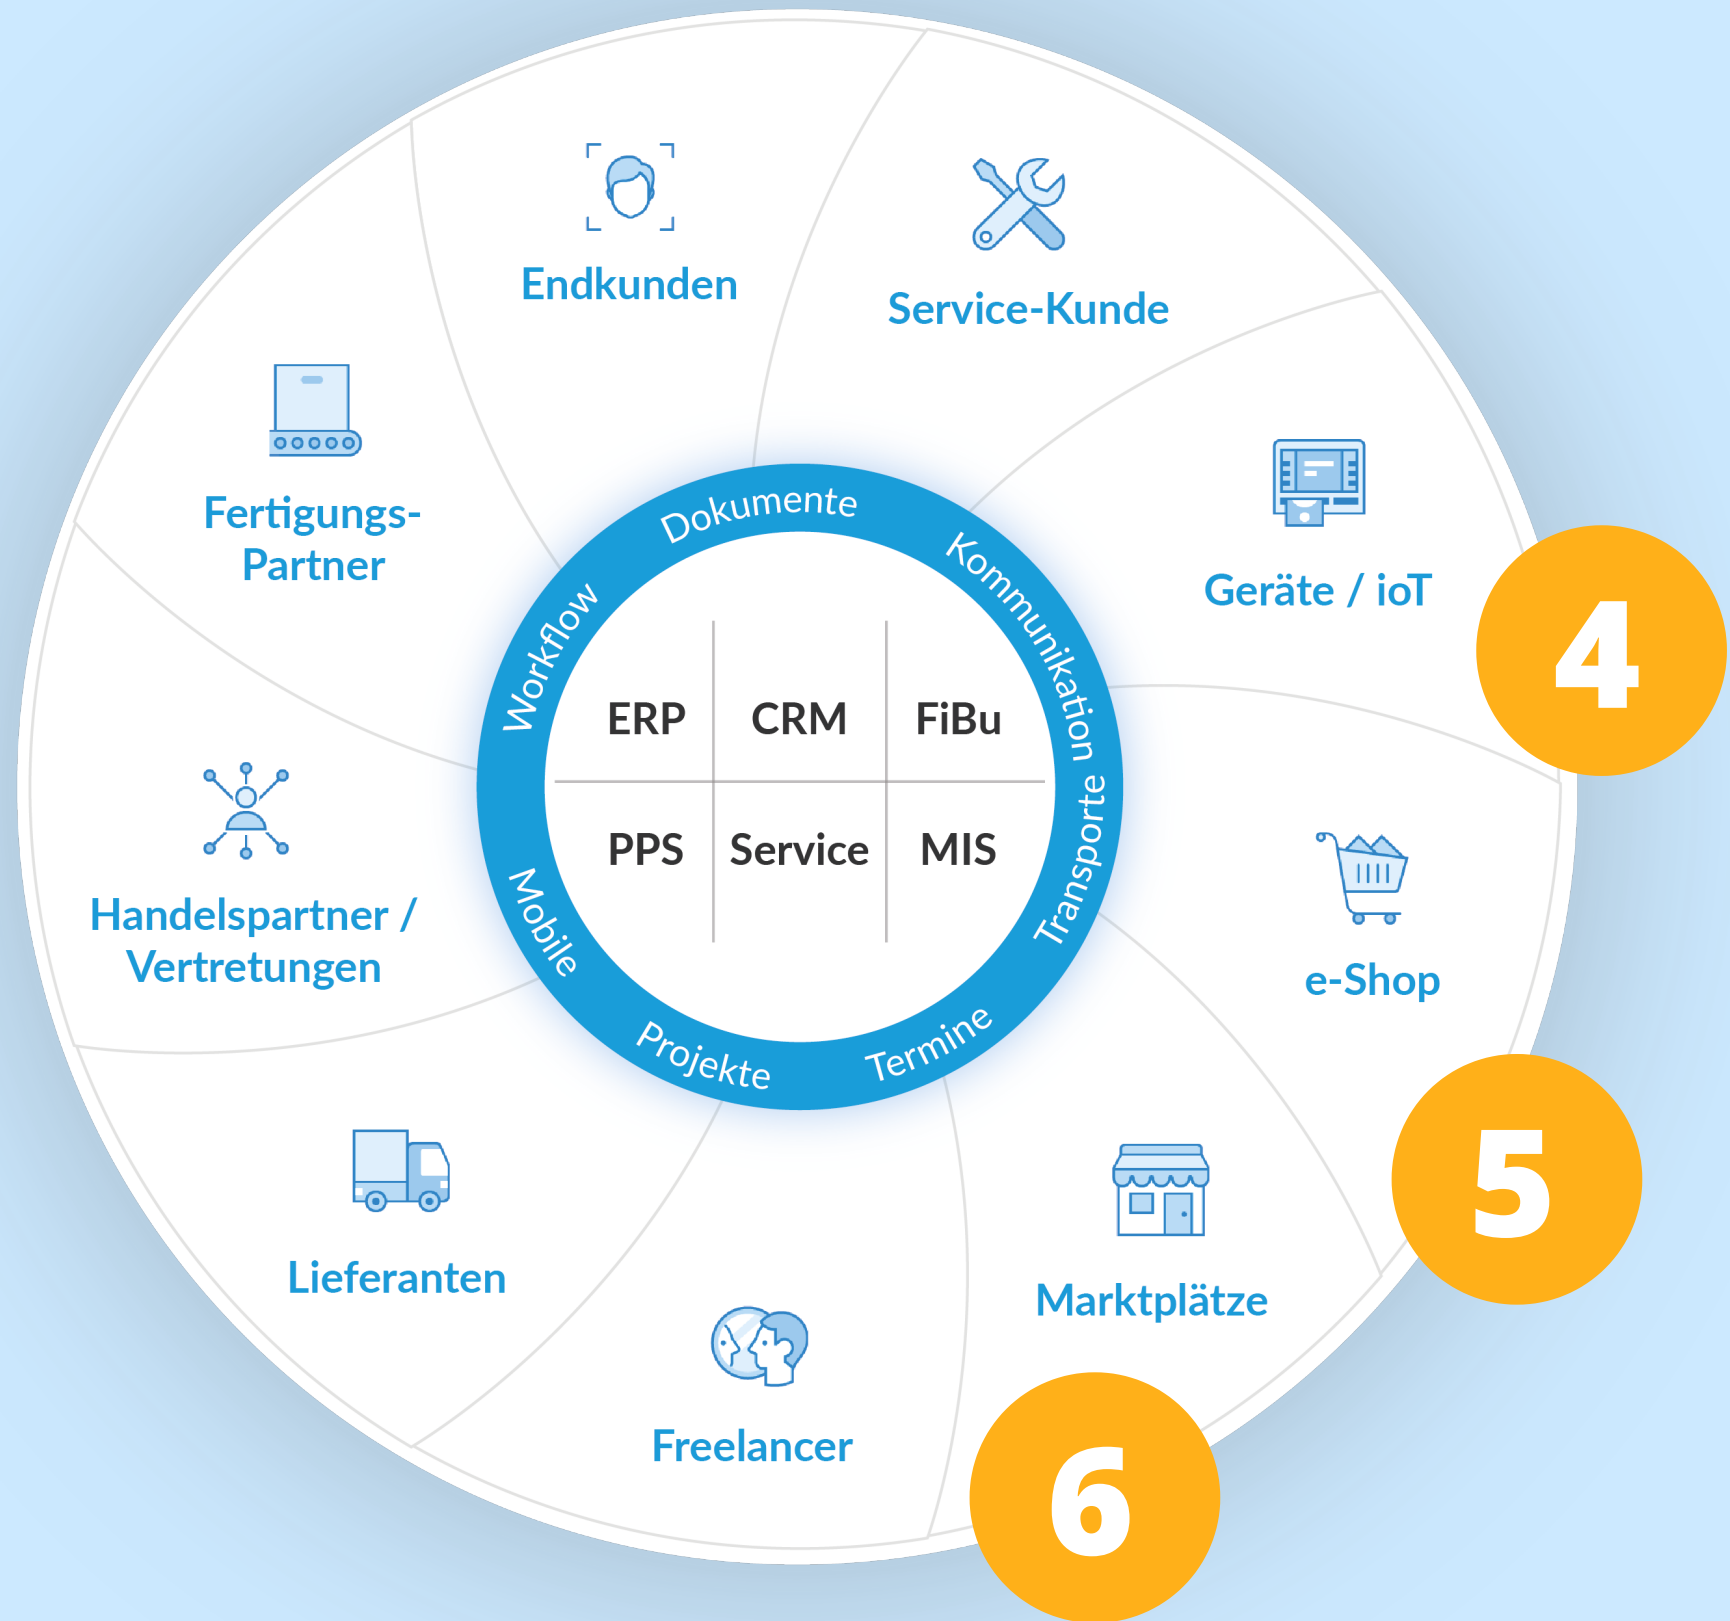 Endkunden
Service-Kunde
Fertigungs-
Partner
Geräte / ioT
4
Dokumente
Kommunikation
Workflow
ERP CRM FiBu
PPS Service MIS
Transporte
Mobile
Projekte
Termine
Handelspartner /
Vertretungen
e-Shop
5
Lieferanten
Marktplätze
Freelancer
6